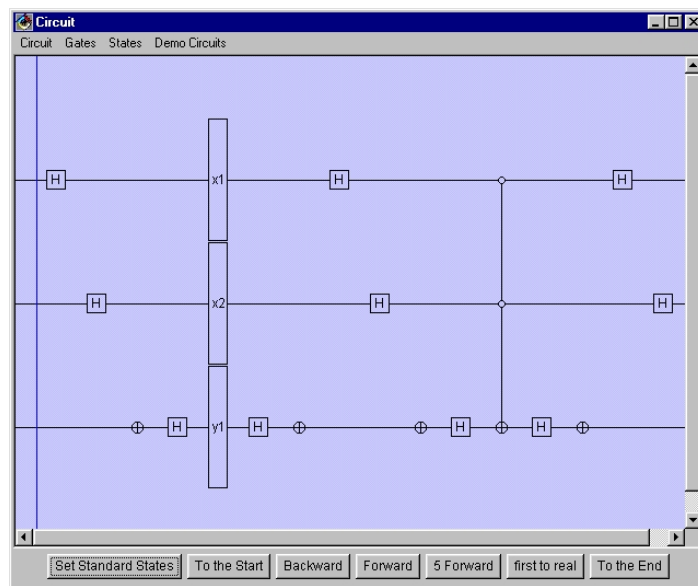 Circuit
Circuit Gates States Demo Circuits
H x1 H H
H x2 H H
H y1 H H H
Set Standard States To the Start Backward Forward 5 Forward first to real To the End